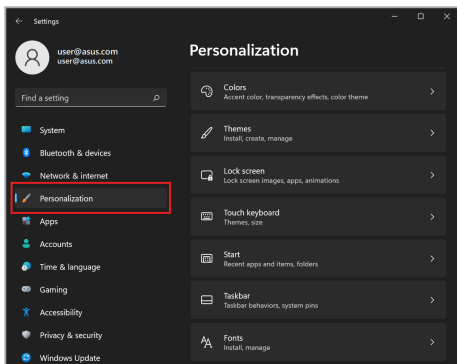 Settings
user@asus.com
user@asus.com
Find a setting
System
Bluetooth & devices
Network & internet
Personalization
Apps
Accounts
Time & language
Gaming
Accessibility
Privacy & security
Windows Update
Personalization
Colors
Accent color, transparency effects, color theme
Themes
Install, create, manage
Lock screen
Lock screen images, apps, animations
Touch keyboard
Themes, size
Start
Recent apps and items, folders
Taskbar
Taskbar behaviors, system pins
Fonts
Install, manage